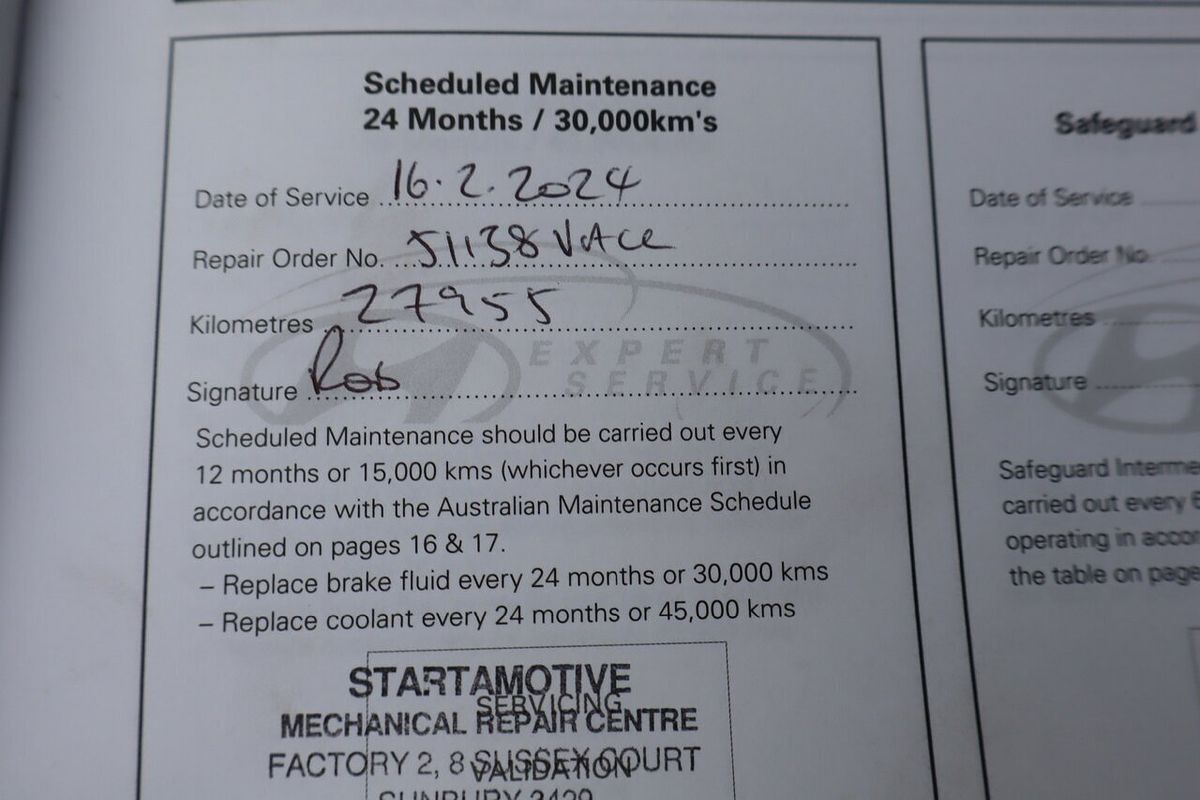 Scheduled Maintenance
24 Months / 30,000km's
Date of Service 16.2.2024
Repair Order No. 51138
Kilometres 27955
Signature Rob
EXPERT
SERVICE
Scheduled Maintenance should be carried out every
12 months or 15,000 kms (whichever occurs first) in
accordance with the Australian Maintenance Schedule
outlined on pages 16 & 17.
– Replace brake fluid every 24 months or 30,000 kms
– Replace coolant every 24 months or 45,000 kms
STARTAMOTIVE
SERVICING
MECHANICAL REPAIR CENTRE
FACTORY 2, 8 SUSSEX COURT
VALIDATION
SUNBURY 3429
Safeguard
Date of Service
Repair Order No.
Kilometres
Signature
Safeguard Interme
carried out every 6
operating in accor
the table on page